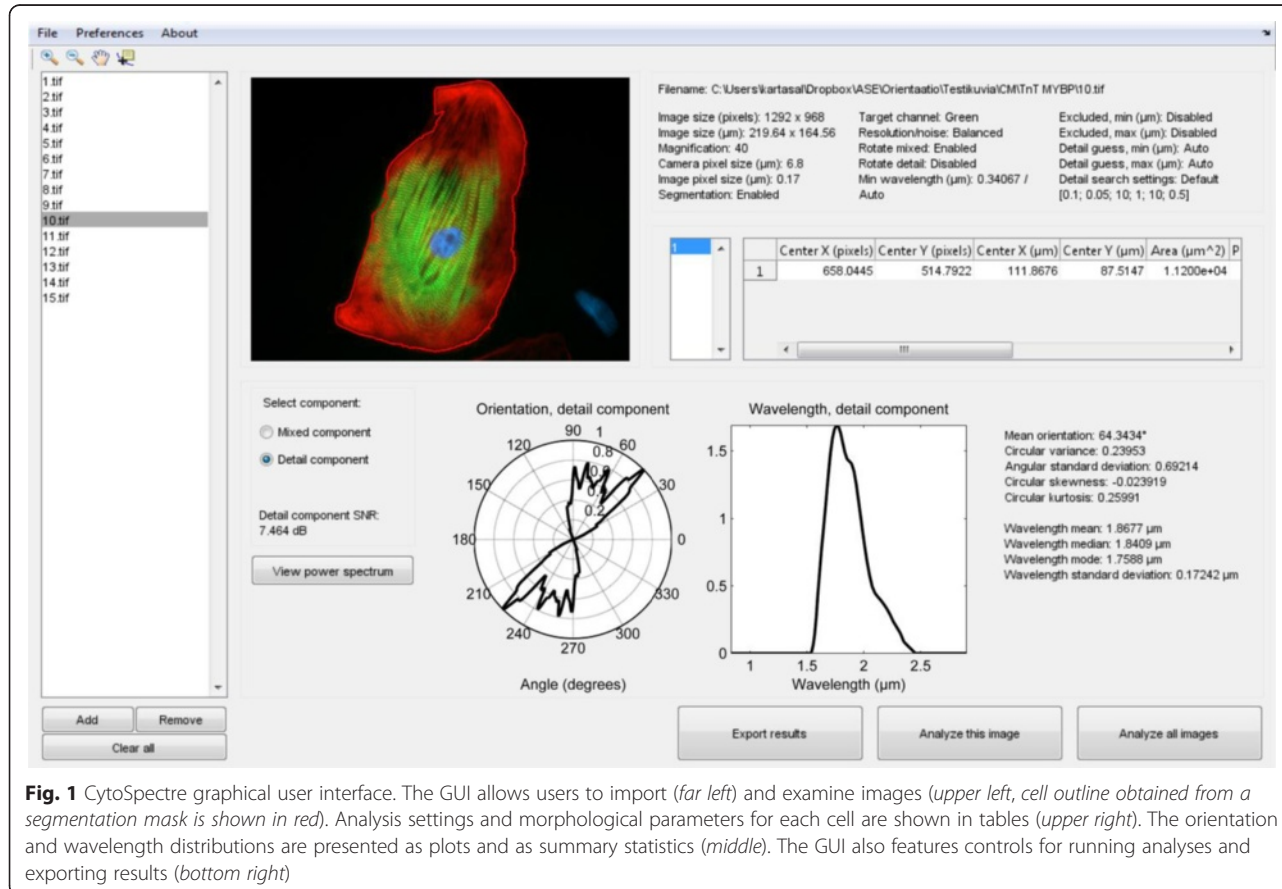 File Preferences About
1.tif
2.tif
3.tif
4.tif
5.tif
6.tif
7.tif
8.tif
9.tif
10.tif
11.tif
12.tif
13.tif
14.tif
15.tif
Add Remove
Clear all
Filename: C:\Users\kartasal\Dropbox\ASE\Orientaatio\Testikuvia\CM\TnT MYBP\10.tif
Image size (pixels): 1292 x 968
Image size (µm): 219.64 x 164.56
Magnification: 40
Camera pixel size (µm): 6.8
Image pixel size (µm): 0.17
Segmentation: Enabled
Target channel: Green
Resolution/noise: Balanced
Rotate mixed: Enabled
Rotate detail: Disabled
Min wavelength (µm): 0.34067 /
Auto
Excluded, min (µm): Disabled
Excluded, max (µm): Disabled
Detail guess, min (µm): Auto
Detail guess, max (µm): Auto
Detail search settings: Default
[0.1; 0.05; 10; 1; 10; 0.5]
1
Center X (pixels) Center Y (pixels) Center X (µm) Center Y (µm) Area (µm^2) P
1 658.0445 514.7922 111.8676 87.5147 1.1200e+04
Select component:
Mixed component
Detail component
Detail component SNR:
7.464 dB
View power spectrum
Orientation, detail component
90 1
120 60
0.8
0.6
0.4
0.2
150 30
180 0
210 330
240 300
270
Angle (degrees)
Wavelength, detail component
1.5
1
0.5
0
1 1.5 2 2.5
Wavelength (µm)
Mean orientation: 64.3434°
Circular variance: 0.23953
Angular standard deviation: 0.69214
Circular skewness: -0.023919
Circular kurtosis: 0.25991
Wavelength mean: 1.8677 µm
Wavelength median: 1.8409 µm
Wavelength mode: 1.7588 µm
Wavelength standard deviation: 0.17242 µm
Export results Analyze this image Analyze all images
Fig. 1 CytoSpectre graphical user interface. The GUI allows users to import (far left) and examine images (upper left, cell outline obtained from a
segmentation mask is shown in red). Analysis settings and morphological parameters for each cell are shown in tables (upper right). The orientation
and wavelength distributions are presented as plots and as summary statistics (middle). The GUI also features controls for running analyses and
exporting results (bottom right)